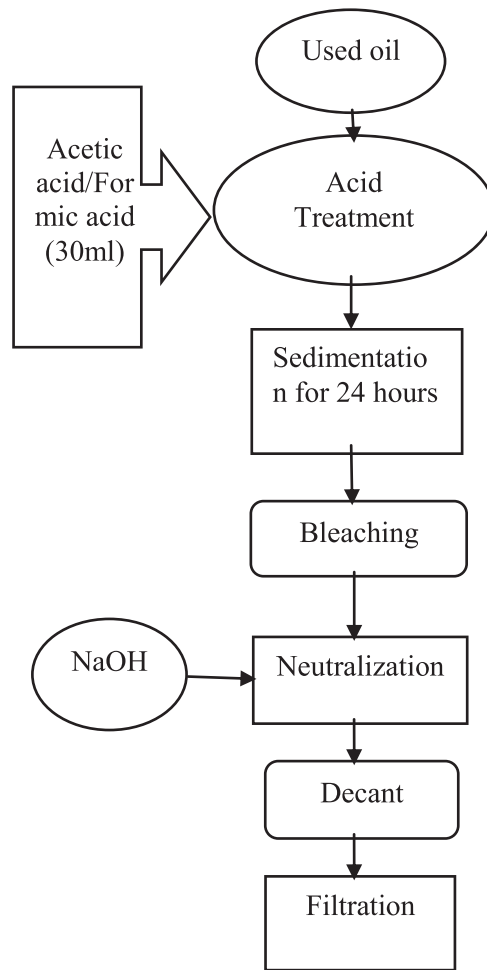 Used oil
Acetic
acid/For
mic acid
(30ml)
Acid
Treatment
Sedimentatio
n for 24 hours
Bleaching
NaOH
Neutralization
Decant
Filtration